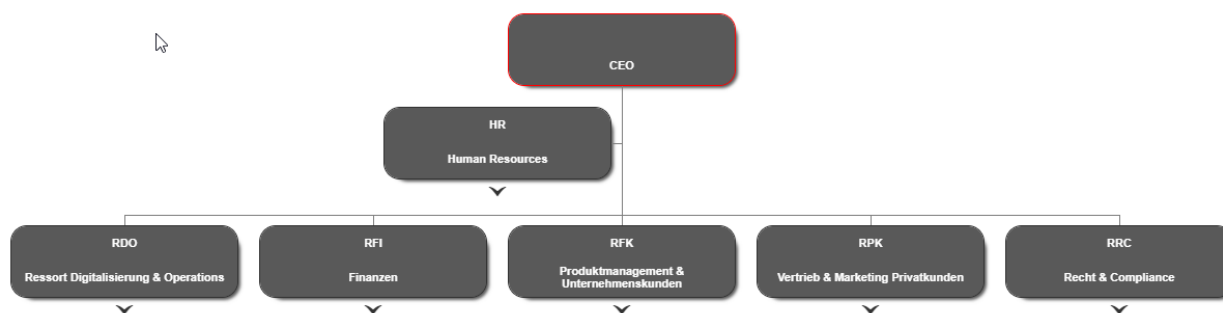 CEO
HR
Human Resources
RDO
Ressort Digitalisierung & Operations
RFI
Finanzen
RFK
Produktmanagement &
Unternehmenskunden
RPK
Vertrieb & Marketing Privatkunden
RRC
Recht & Compliance